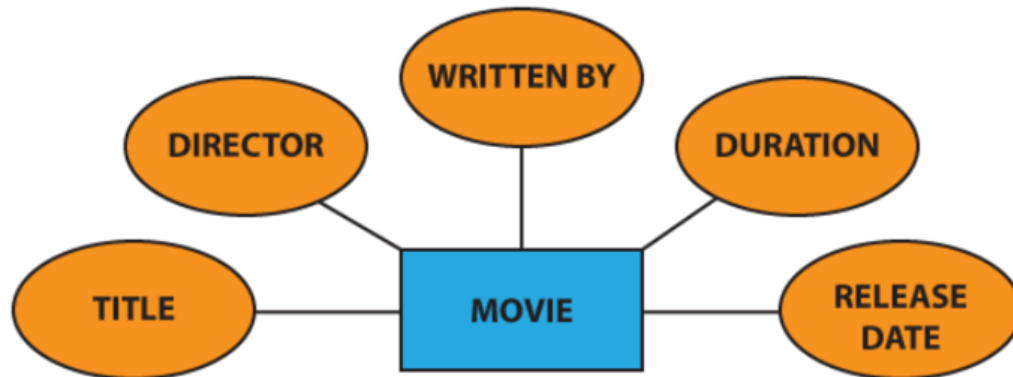 WRITTEN BY
DIRECTOR
DURATION
TITLE
MOVIE
RELEASE
DATE